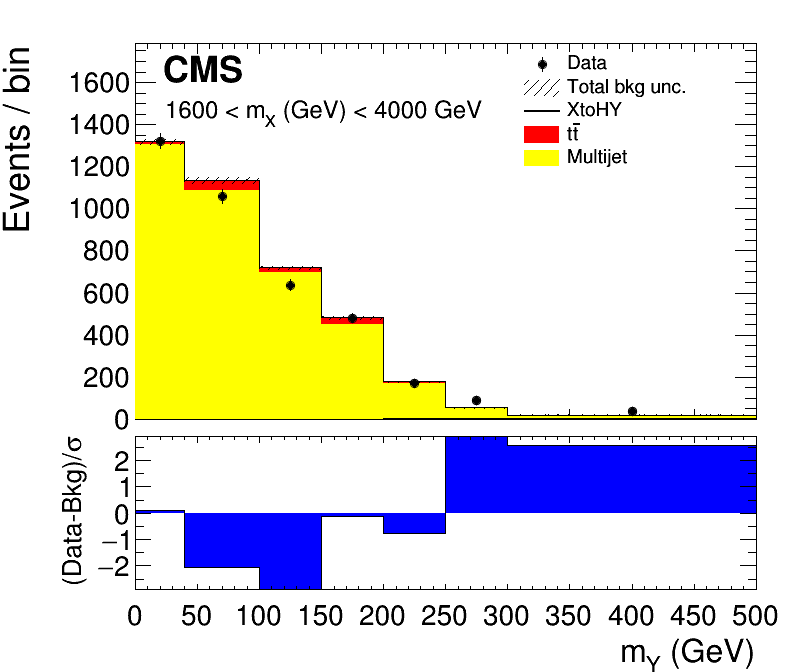 Events / bin
1600
1400
1200
1000
800
600
400
200
0
CMS
1600 < m_X (GeV) < 4000 GeV
Data
Total bkg unc.
XtoHY
tt̄
Multijet
(Data-Bkg)/σ
2
1
0
−1
−2
0 50 100 150 200 250 300 350 400 450 500
m_Y (GeV)